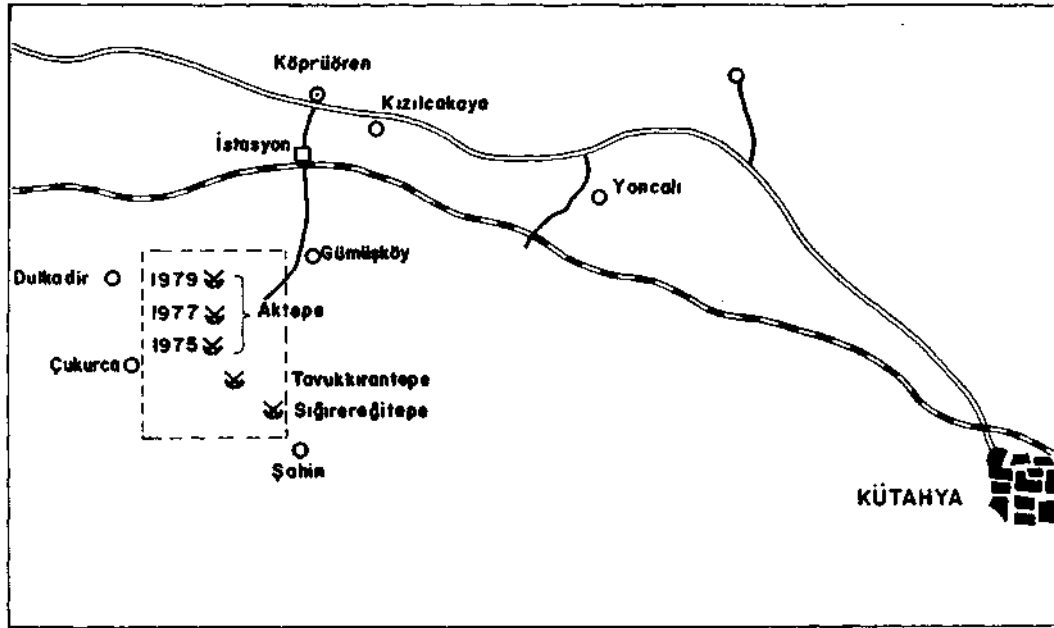 Köprüören
Kızılcakaya
İstasyon
Yoncalı
Gümüşköy
Dulkadir
1979
1977
Aktepe
1975
Çukurca
Tavukkırantepe
Sığırereğitepe
Şahin
KÜTAHYA